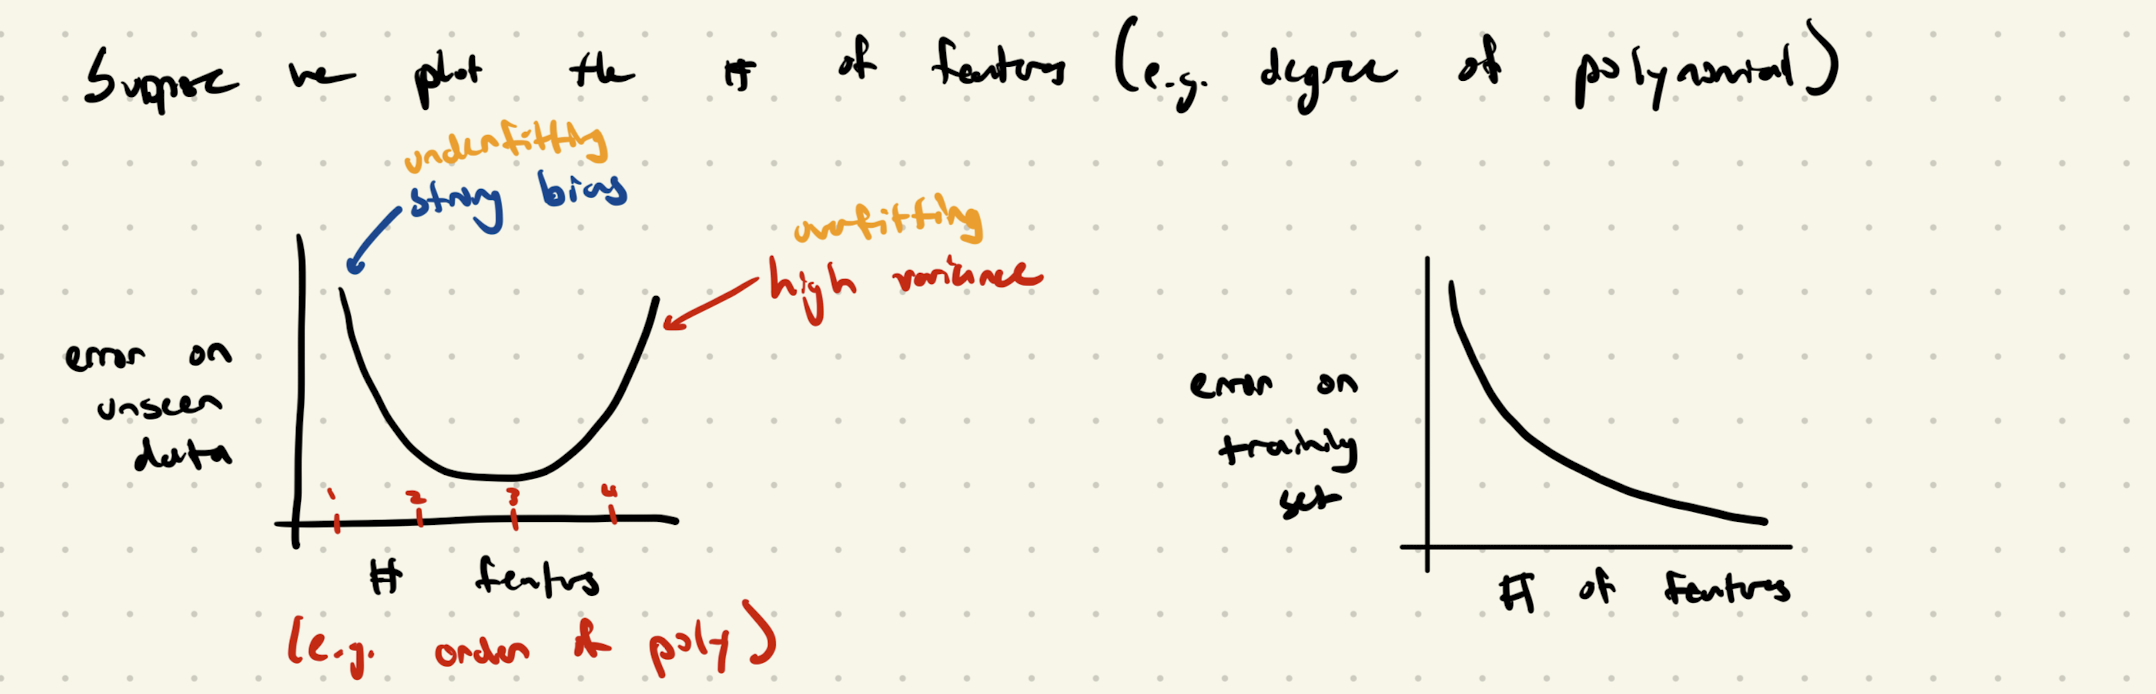 Suppose we plot the # of features (e.g. degree of polynomial)
underfitting
strong bias
overfitting
high variance
error on
unseen
data
1 2 3 4
# features
(e.g. order of poly)
error on
training
set
# of features